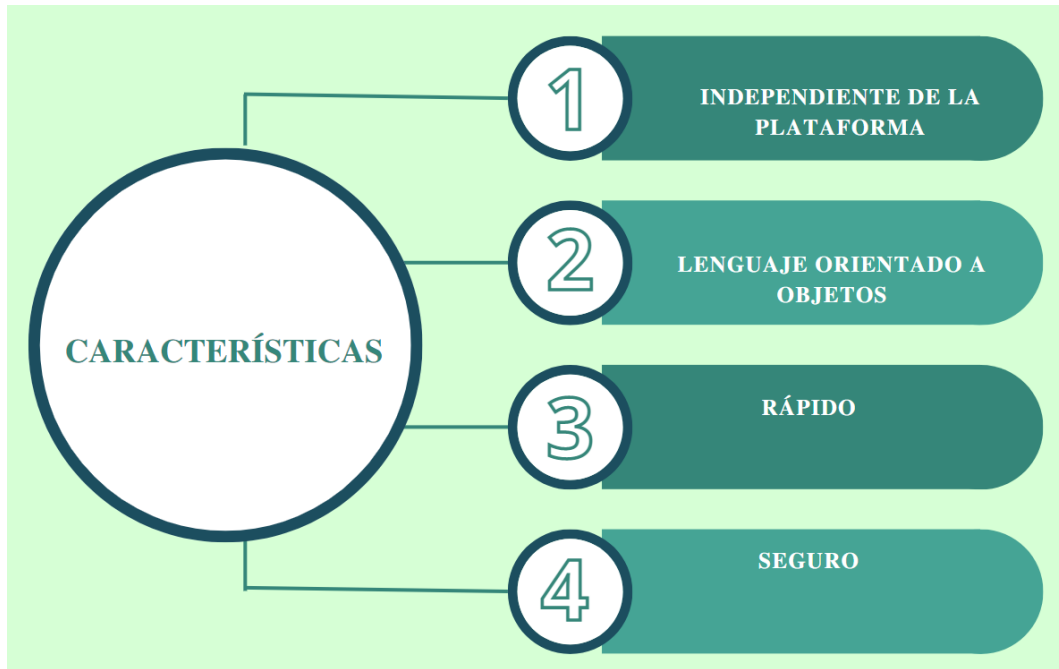 CARACTERÍSTICAS
1
INDEPENDIENTE DE LA
PLATAFORMA
2
LENGUAJE ORIENTADO A
OBJETOS
3
RÁPIDO
4
SEGURO